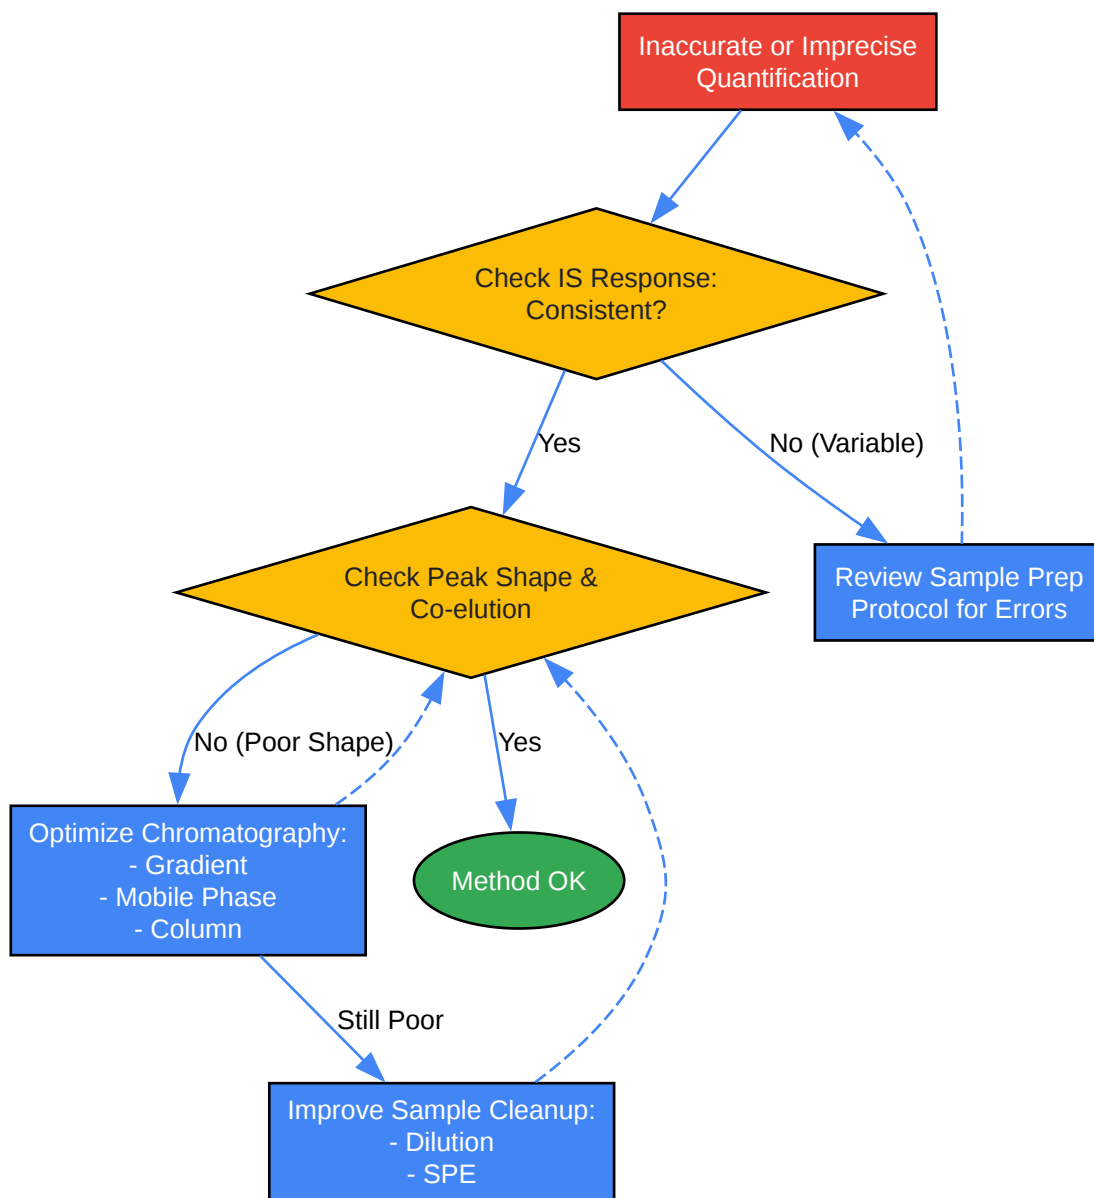 Inaccurate or Imprecise
Quantification
Check IS Response:
Consistent?
Yes
No (Variable)
Check Peak Shape &
Co-elution
Review Sample Prep
Protocol for Errors
No (Poor Shape)
Yes
Optimize Chromatography:
- Gradient
- Mobile Phase
- Column
Method OK
Still Poor
Improve Sample Cleanup:
- Dilution
- SPE